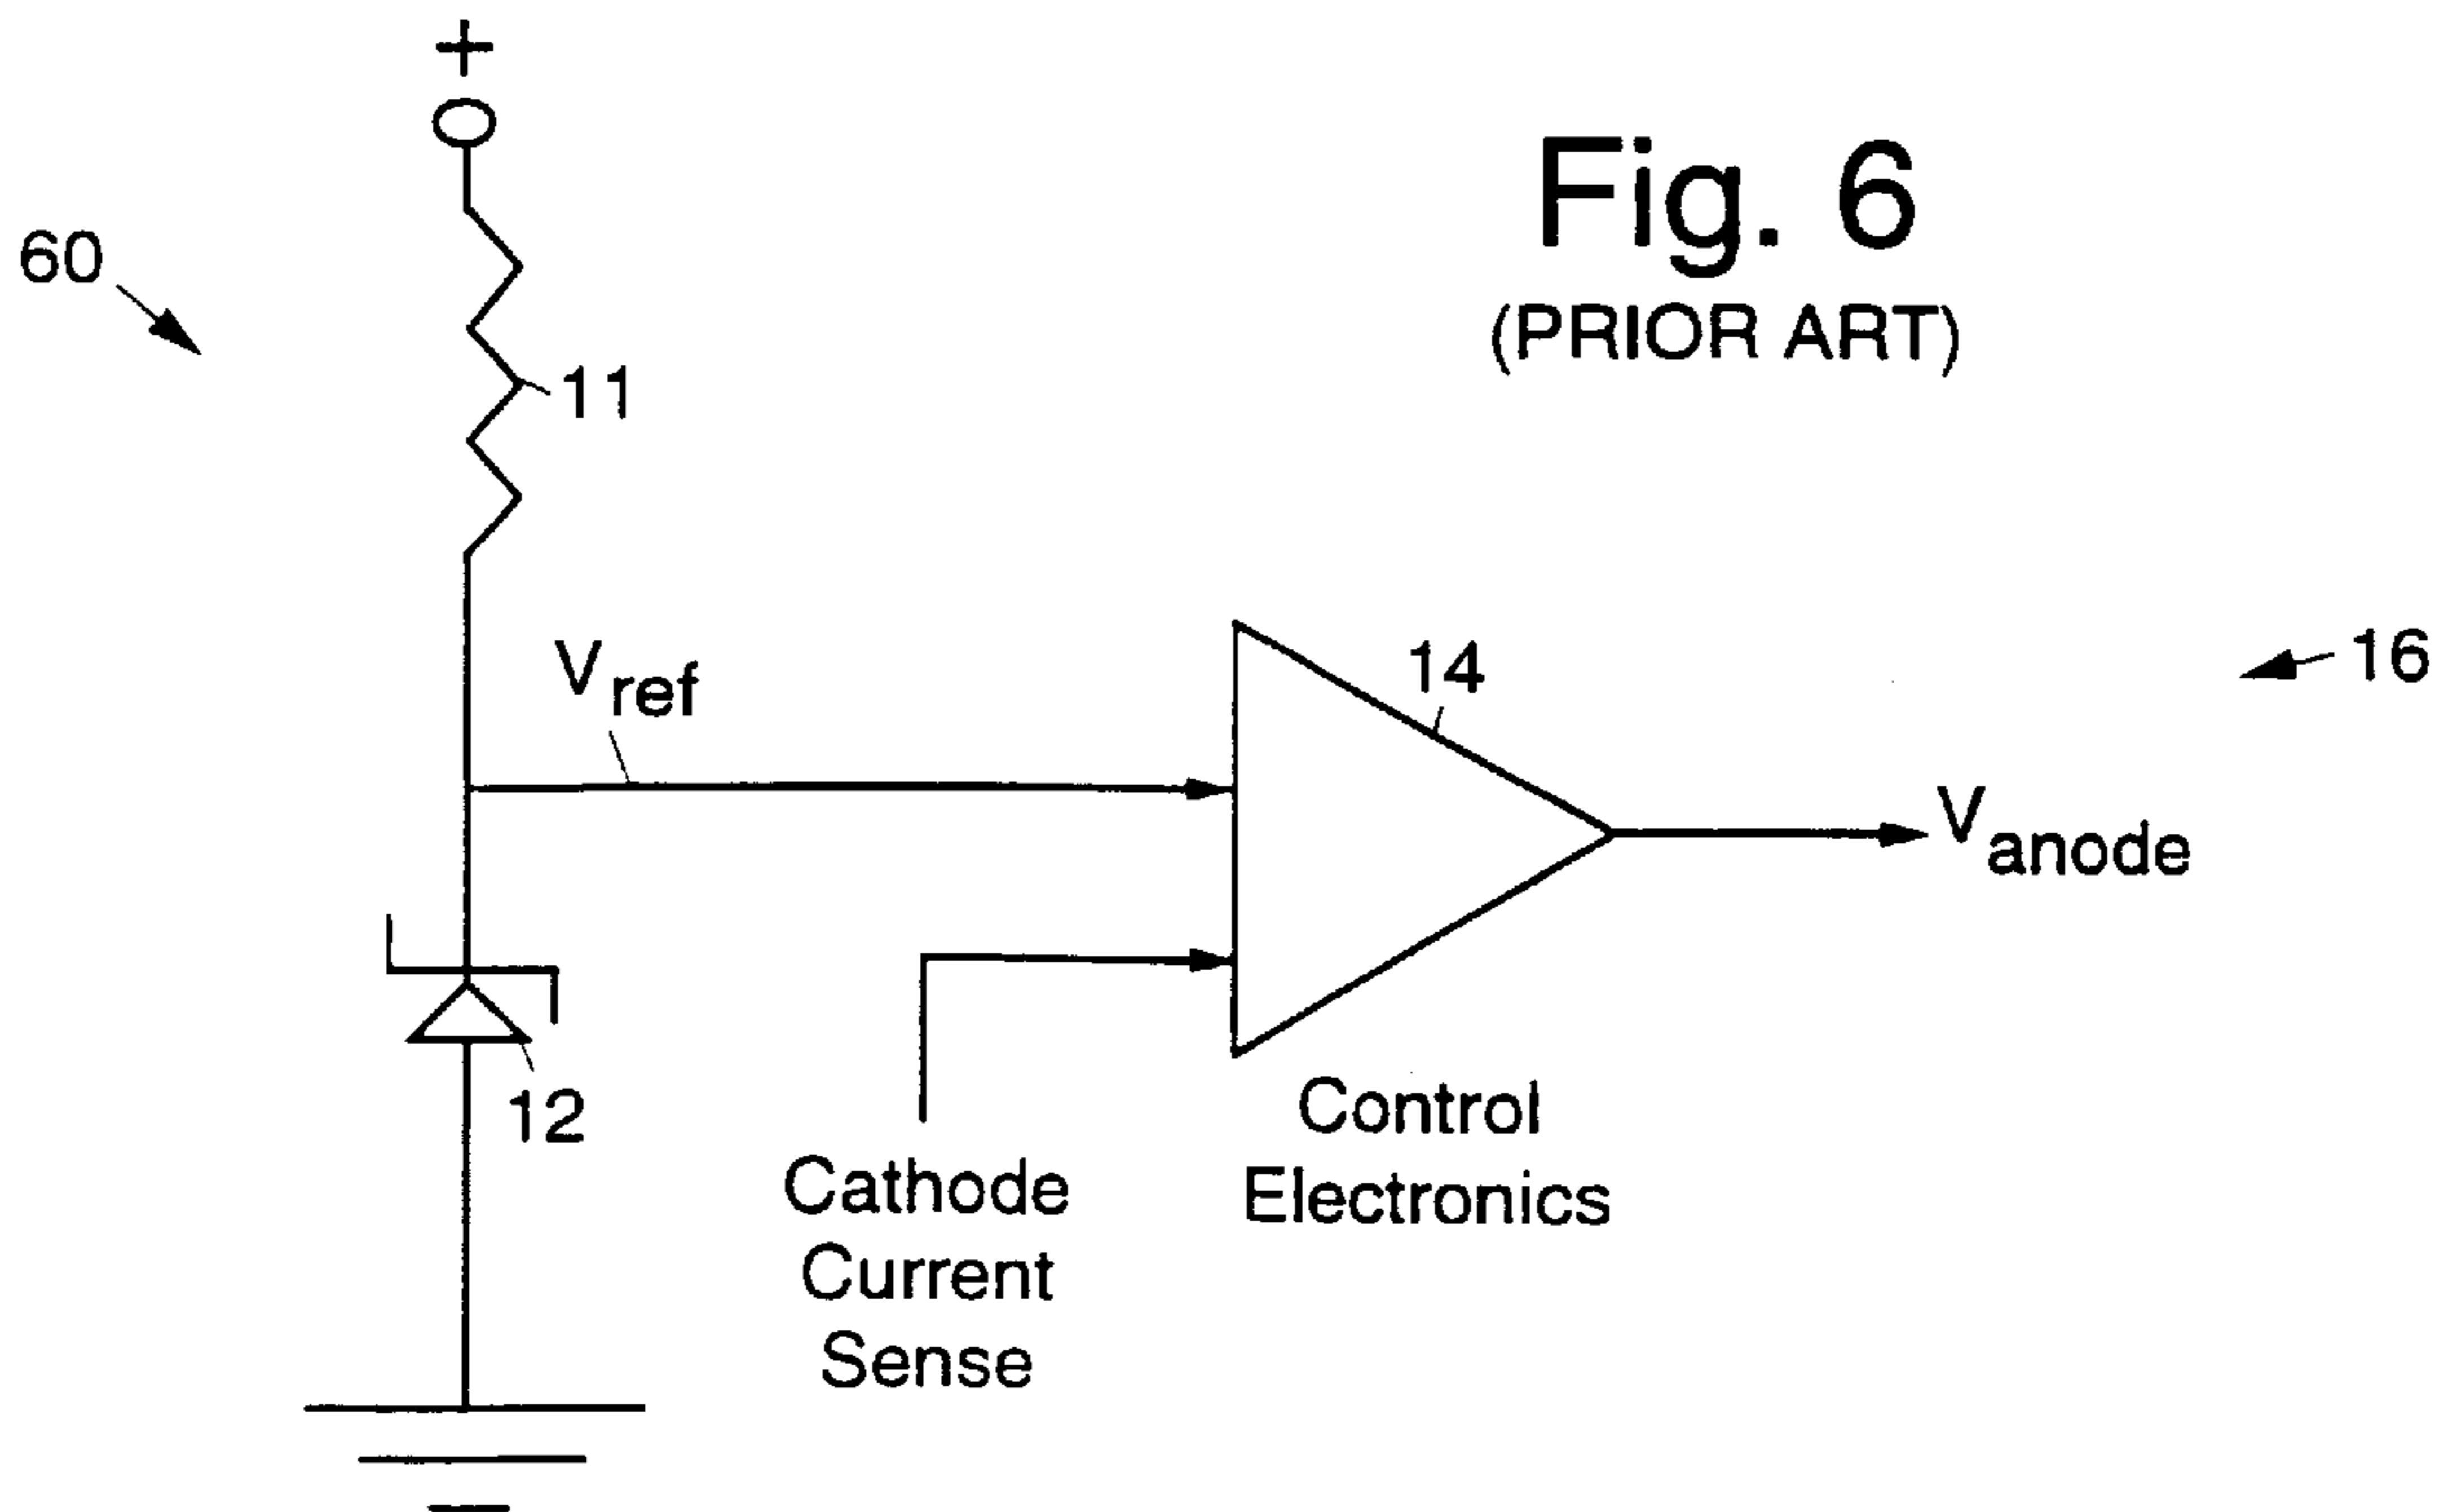 +
Fig. 6
(PRIOR ART)
60
11
Vref
14
16
Vanode
12
Control
Electronics
Cathode
Current
Sense